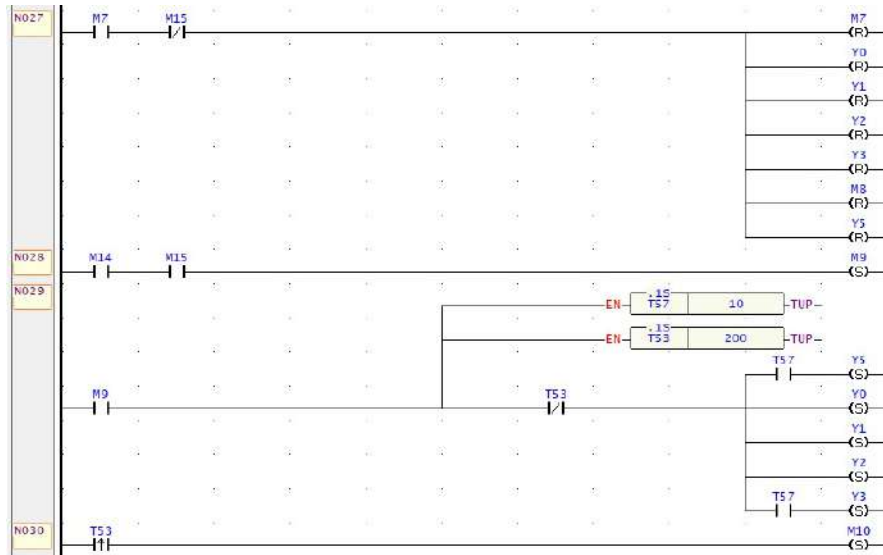 N027 M7 M15 M7
(R)
Y0
(R)
Y1
(R)
Y2
(R)
Y3
(R)
M8
(R)
Y5
(R)
N028 M14 M15 M9
(S)
N029
EN .1S T57 10 TUP
EN .1S T53 200 TUP
T57 Y5
(S)
M9 T53 Y0
(S)
Y1
(S)
Y2
(S)
T57 Y3
(S)
N030 T53 M10
(S)